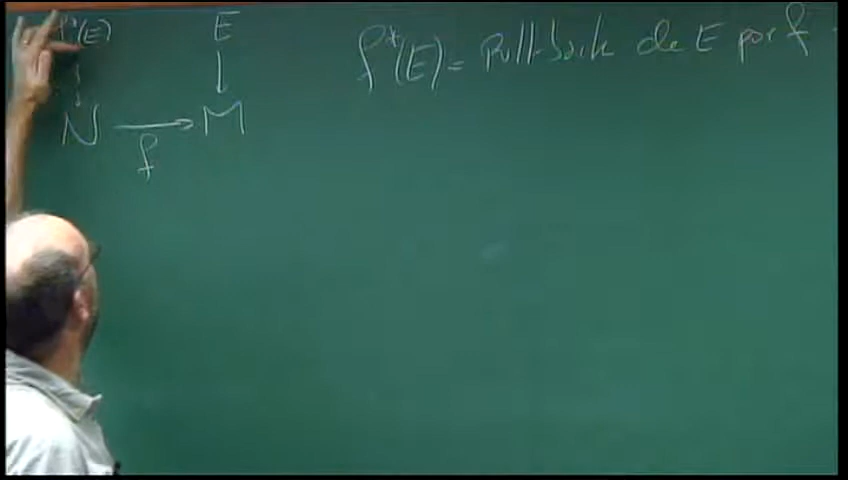 f*(E) E f*(E) = Pull-back de E por f
N → M
f